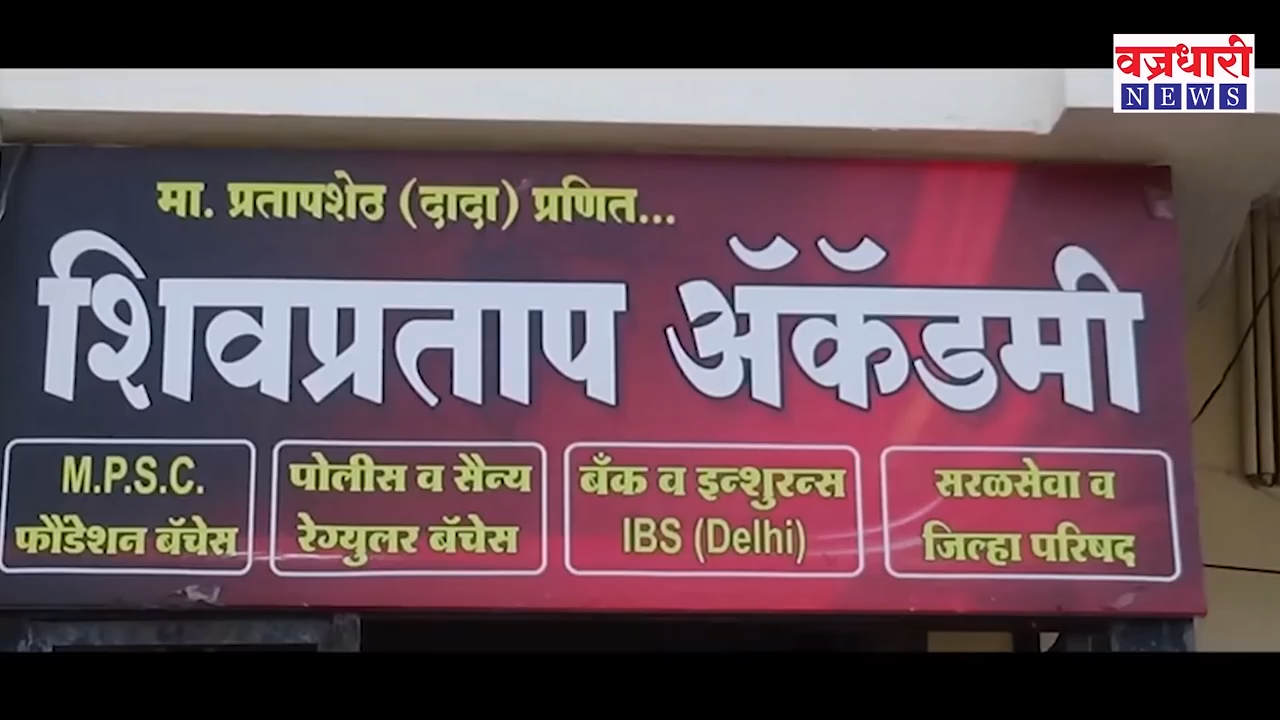 वज्रधारी
NEWS
मा. प्रतापशेठ (दादा) प्रणित...
शिवप्रताप ॲकॅडमी
M.P.S.C.
फौंडेशन बॅचेस
पोलीस व सैन्य
रेग्युलर बॅचेस
बँक व इन्शुरन्स
IBS (Delhi)
सरळसेवा व
जिल्हा परिषद